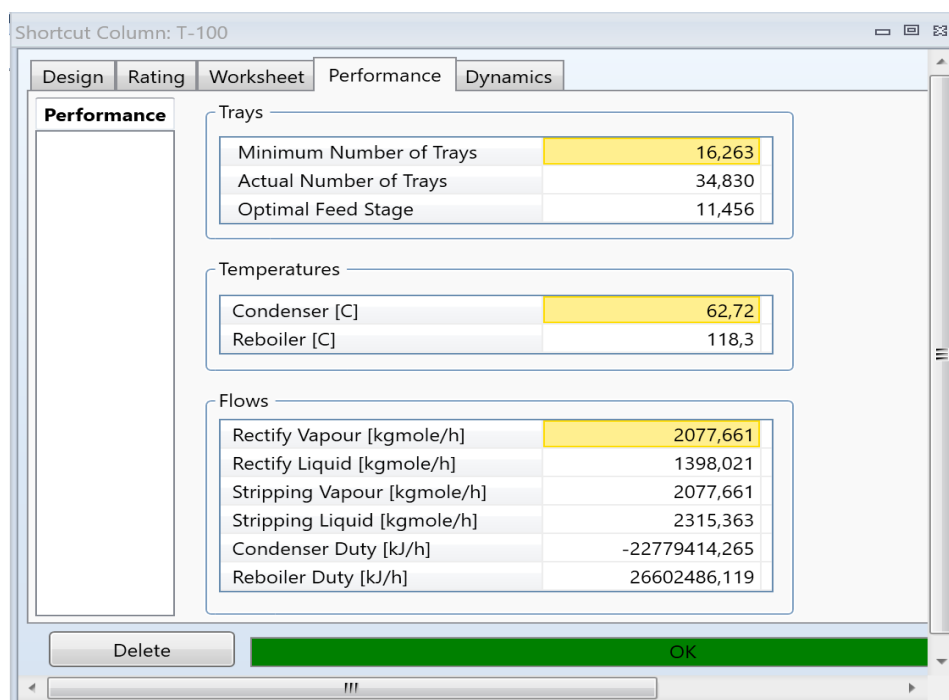 Shortcut Column: T-100
Design Rating Worksheet Performance Dynamics
Performance
Trays
Minimum Number of Trays 16,263
Actual Number of Trays 34,830
Optimal Feed Stage 11,456
Temperatures
Condenser [C] 62,72
Reboiler [C] 118,3
Flows
Rectify Vapour [kgmole/h] 2077,661
Rectify Liquid [kgmole/h] 1398,021
Stripping Vapour [kgmole/h] 2077,661
Stripping Liquid [kgmole/h] 2315,363
Condenser Duty [kJ/h] -22779414,265
Reboiler Duty [kJ/h] 26602486,119
Delete OK